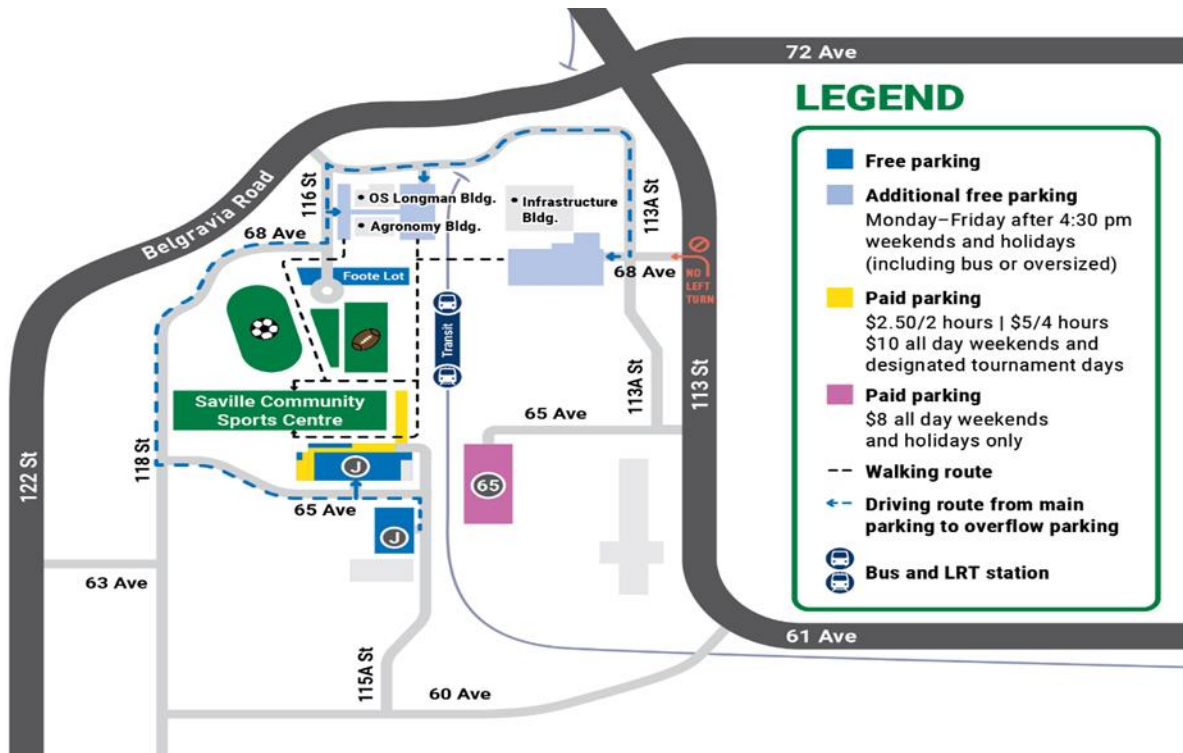 72 Ave
LEGEND
Free parking
Additional free parking
Monday–Friday after 4:30 pm
weekends and holidays
(including bus or oversized)
Paid parking
$2.50/2 hours | $5/4 hours
$10 all day weekends and
designated tournament days
Paid parking
$8 all day weekends
and holidays only
Walking route
Driving route from main
parking to overflow parking
Bus and LRT station
Belgravia Road
116 St
• OS Longman Bldg.
• Agronomy Bldg.
• Infrastructure
Bldg.
113A St
68 Ave
68 Ave
NO
LEFT
TURN
Foote Lot
Transit
113A St
113 St
Saville Community
Sports Centre
65 Ave
118 St
122 St
J
65
65 Ave
J
63 Ave
61 Ave
115A St
60 Ave